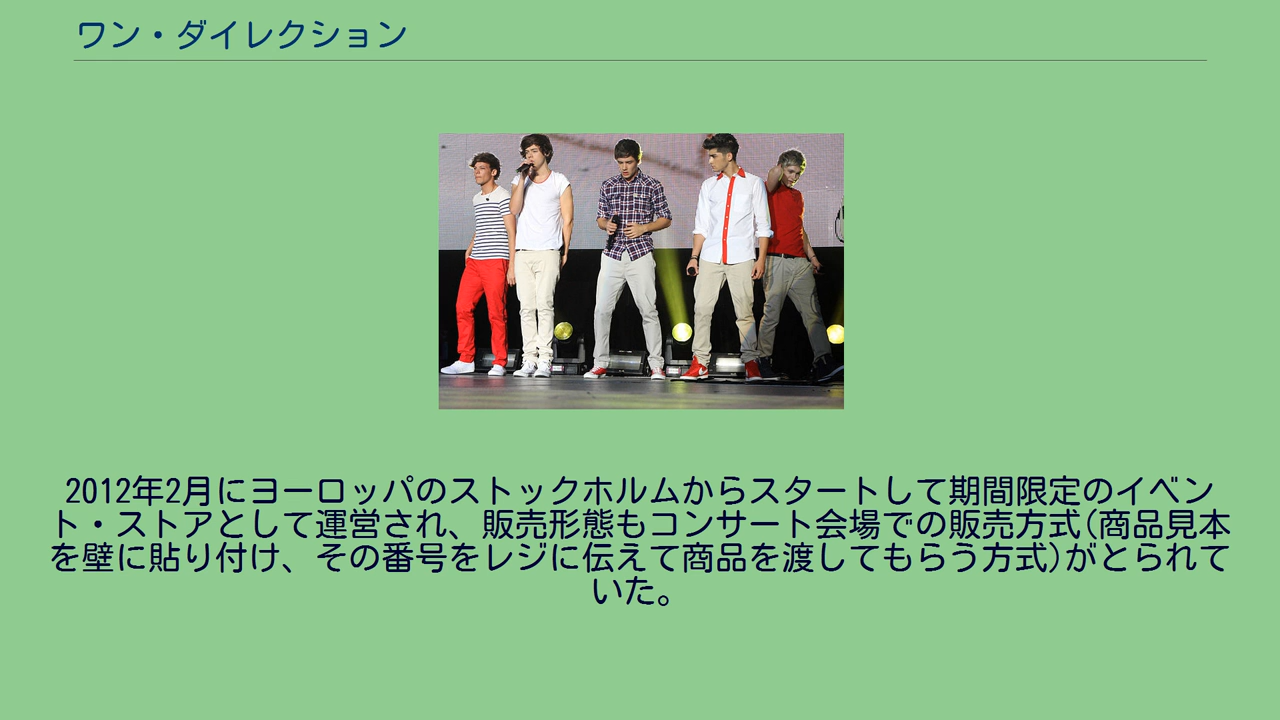 ワン・ダイレクション
2012年2月にヨーロッパのストックホルムからスタートして期間限定のイベン
ト・ストアとして運営され、販売形態もコンサート会場での販売方式(商品見本
を壁に貼り付け、その番号をレジに伝えて商品を渡してもらう方式)がとられて
いた。